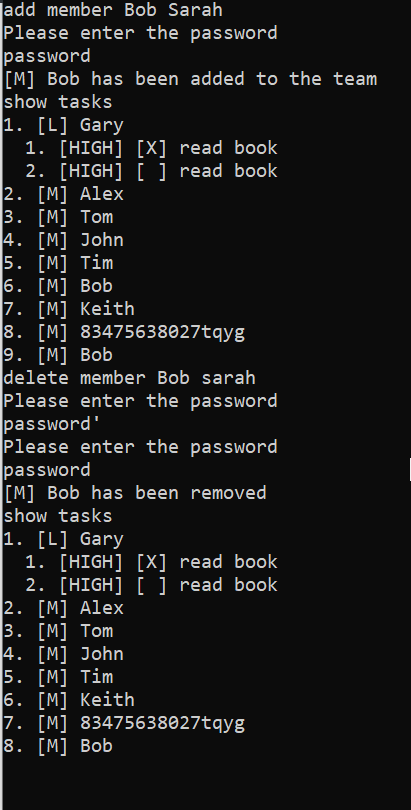 add member Bob Sarah
Please enter the password
password
[M] Bob has been added to the team
show tasks
1. [L] Gary
  1. [HIGH] [X] read book
  2. [HIGH] [ ] read book
2. [M] Alex
3. [M] Tom
4. [M] John
5. [M] Tim
6. [M] Bob
7. [M] Keith
8. [M] 83475638027tqyg
9. [M] Bob
delete member Bob sarah
Please enter the password
password'
Please enter the password
password
[M] Bob has been removed
show tasks
1. [L] Gary
  1. [HIGH] [X] read book
  2. [HIGH] [ ] read book
2. [M] Alex
3. [M] Tom
4. [M] John
5. [M] Tim
6. [M] Keith
7. [M] 83475638027tqyg
8. [M] Bob